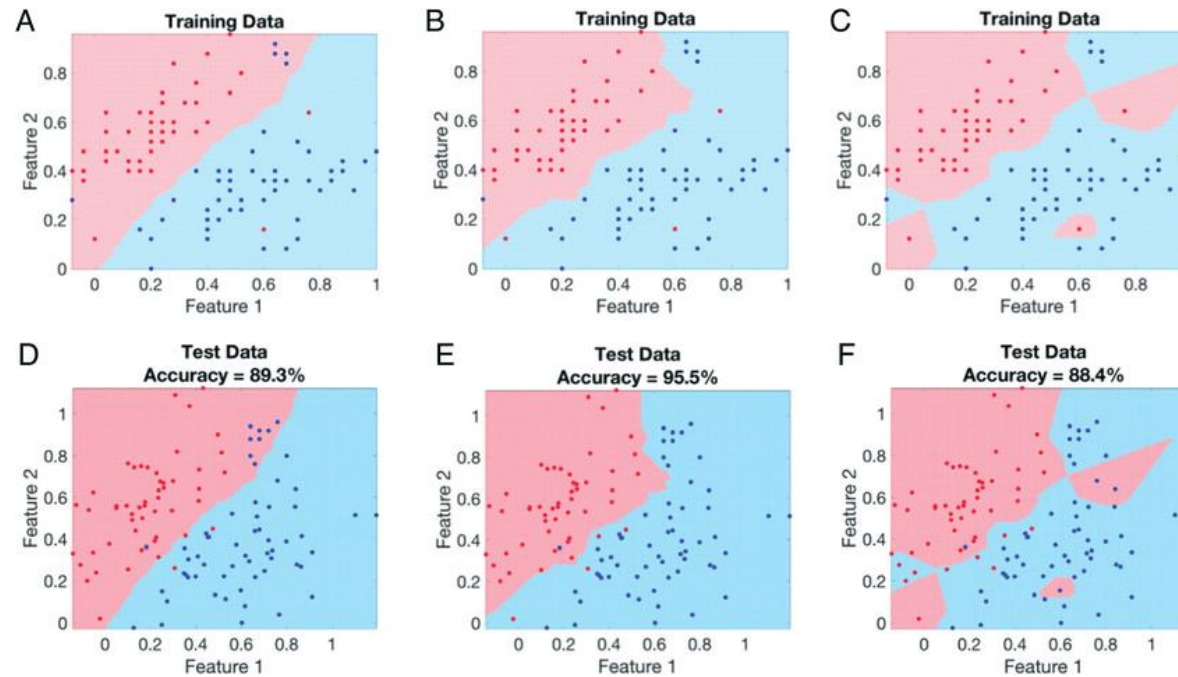 A
Training Data
Feature 2
0.8
0.6
0.4
0.2
0
0 0.2 0.4 0.6 0.8 1
Feature 1
B
Training Data
Feature 2
0.8
0.6
0.4
0.2
0
0 0.2 0.4 0.6 0.8 1
Feature 1
C
Training Data
Feature 2
0.8
0.6
0.4
0.2
0
0 0.2 0.4 0.6 0.8
Feature 1
D
Test Data
Accuracy = 89.3%
Feature 2
1
0.8
0.6
0.4
0.2
0
0 0.2 0.4 0.6 0.8 1
Feature 1
E
Test Data
Accuracy = 95.5%
Feature 2
1
0.8
0.6
0.4
0.2
0
0 0.2 0.4 0.6 0.8 1
Feature 1
F
Test Data
Accuracy = 88.4%
Feature 2
1
0.8
0.6
0.4
0.2
0
0 0.2 0.4 0.6 0.8 1
Feature 1